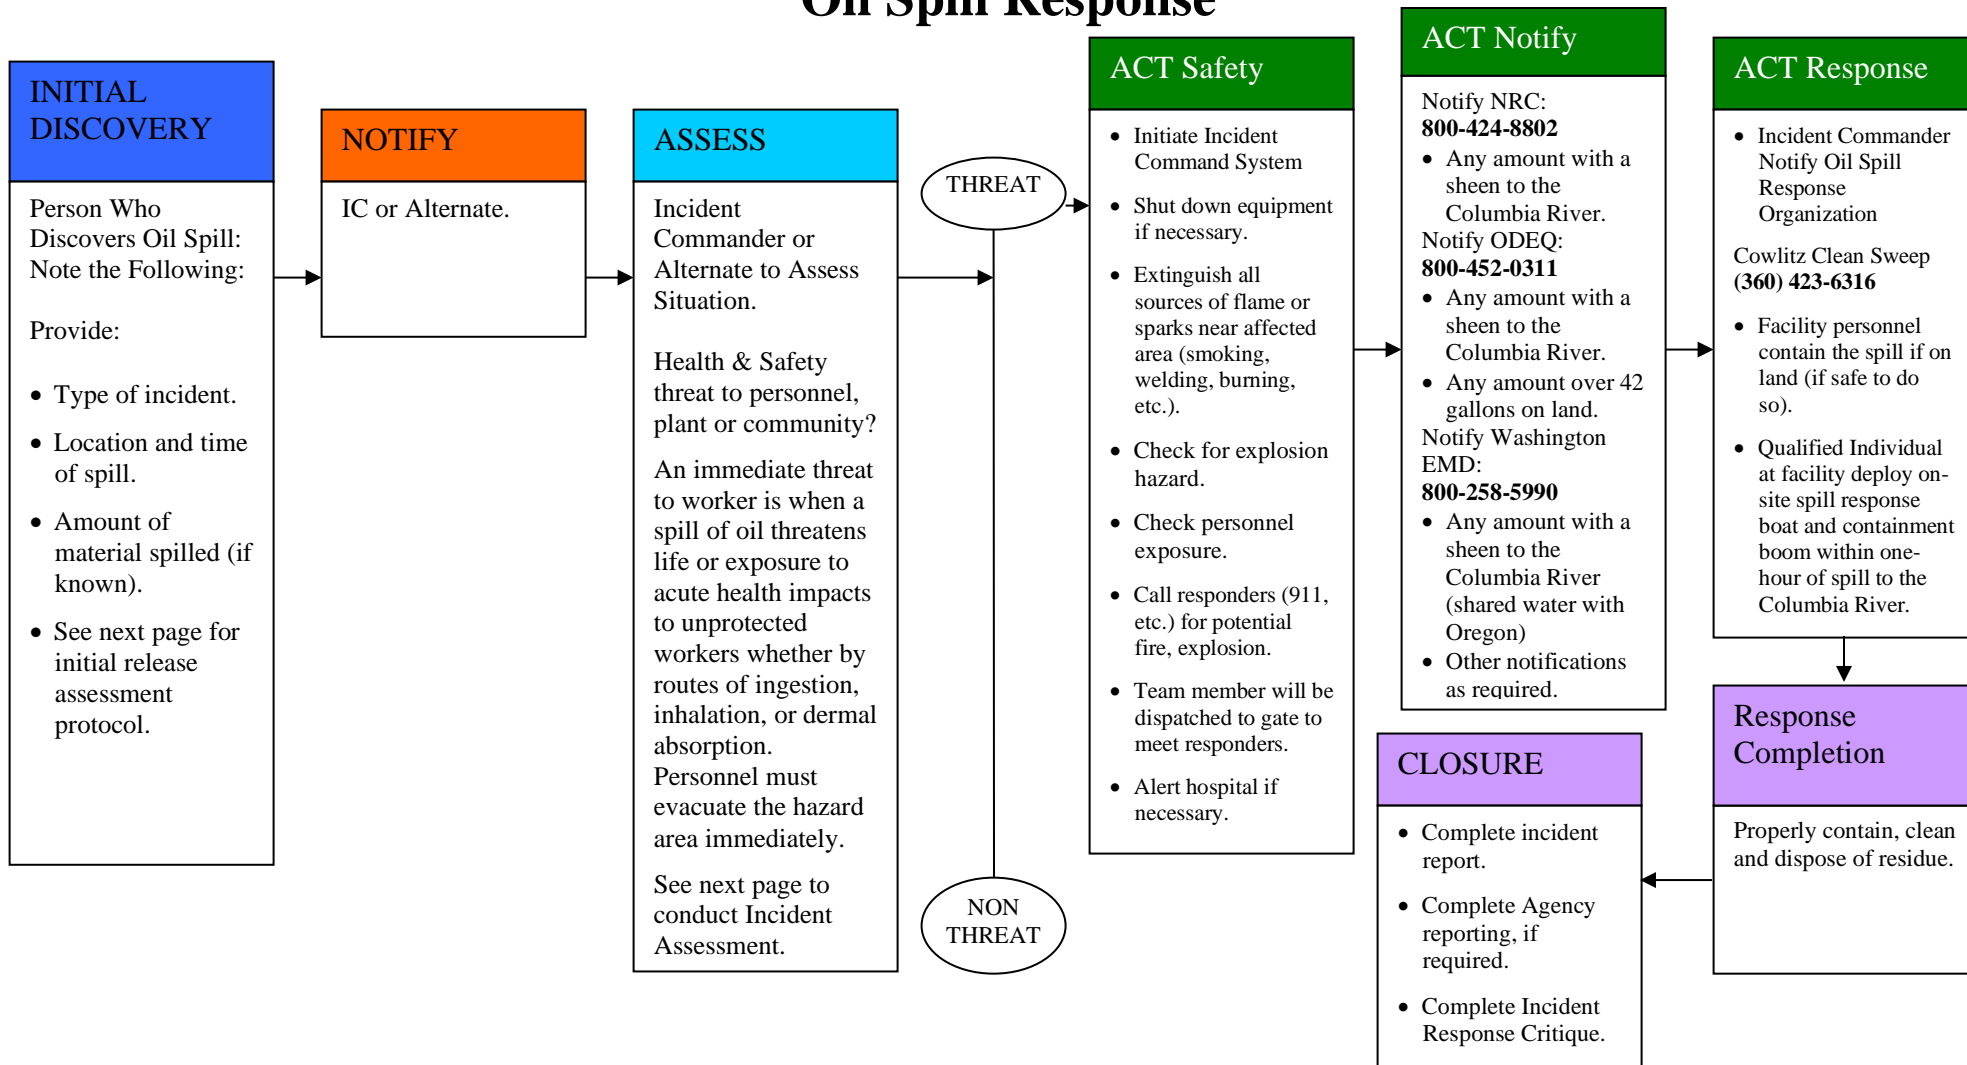 Oil Spill Response
INITIAL
DISCOVERY
Person Who
Discovers Oil Spill:
Note the Following:
Provide:
• Type of incident.
• Location and time
of spill.
• Amount of
material spilled (if
known).
• See next page for
initial release
assessment
protocol.
NOTIFY
IC or Alternate.
ASSESS
Incident
Commander or
Alternate to Assess
Situation.
Health & Safety
threat to personnel,
plant or community?
An immediate threat
to worker is when a
spill of oil threatens
life or exposure to
acute health impacts
to unprotected
workers whether by
routes of ingestion,
inhalation, or dermal
absorption.
Personnel must
evacuate the hazard
area immediately.
See next page to
conduct Incident
Assessment.
THREAT
NON
THREAT
ACT Safety
• Initiate Incident
Command System
• Shut down equipment
if necessary.
• Extinguish all
sources of flame or
sparks near affected
area (smoking,
welding, burning,
etc.).
• Check for explosion
hazard.
• Check personnel
exposure.
• Call responders (911,
etc.) for potential
fire, explosion.
• Team member will be
dispatched to gate to
meet responders.
• Alert hospital if
necessary.
ACT Notify
Notify NRC:
800-424-8802
• Any amount with a
sheen to the
Columbia River.
Notify ODEQ:
800-452-0311
• Any amount with a
sheen to the
Columbia River.
• Any amount over 42
gallons on land.
Notify Washington
EMD:
800-258-5990
• Any amount with a
sheen to the
Columbia River
(shared water with
Oregon)
• Other notifications
as required.
ACT Response
• Incident Commander
Notify Oil Spill
Response
Organization
Cowlitz Clean Sweep
(360) 423-6316
• Facility personnel
contain the spill if on
land (if safe to do
so).
• Qualified Individual
at facility deploy on-
site spill response
boat and containment
boom within one-
hour of spill to the
Columbia River.
Response
Completion
Properly contain, clean
and dispose of residue.
CLOSURE
• Complete incident
report.
• Complete Agency
reporting, if
required.
• Complete Incident
Response Critique.